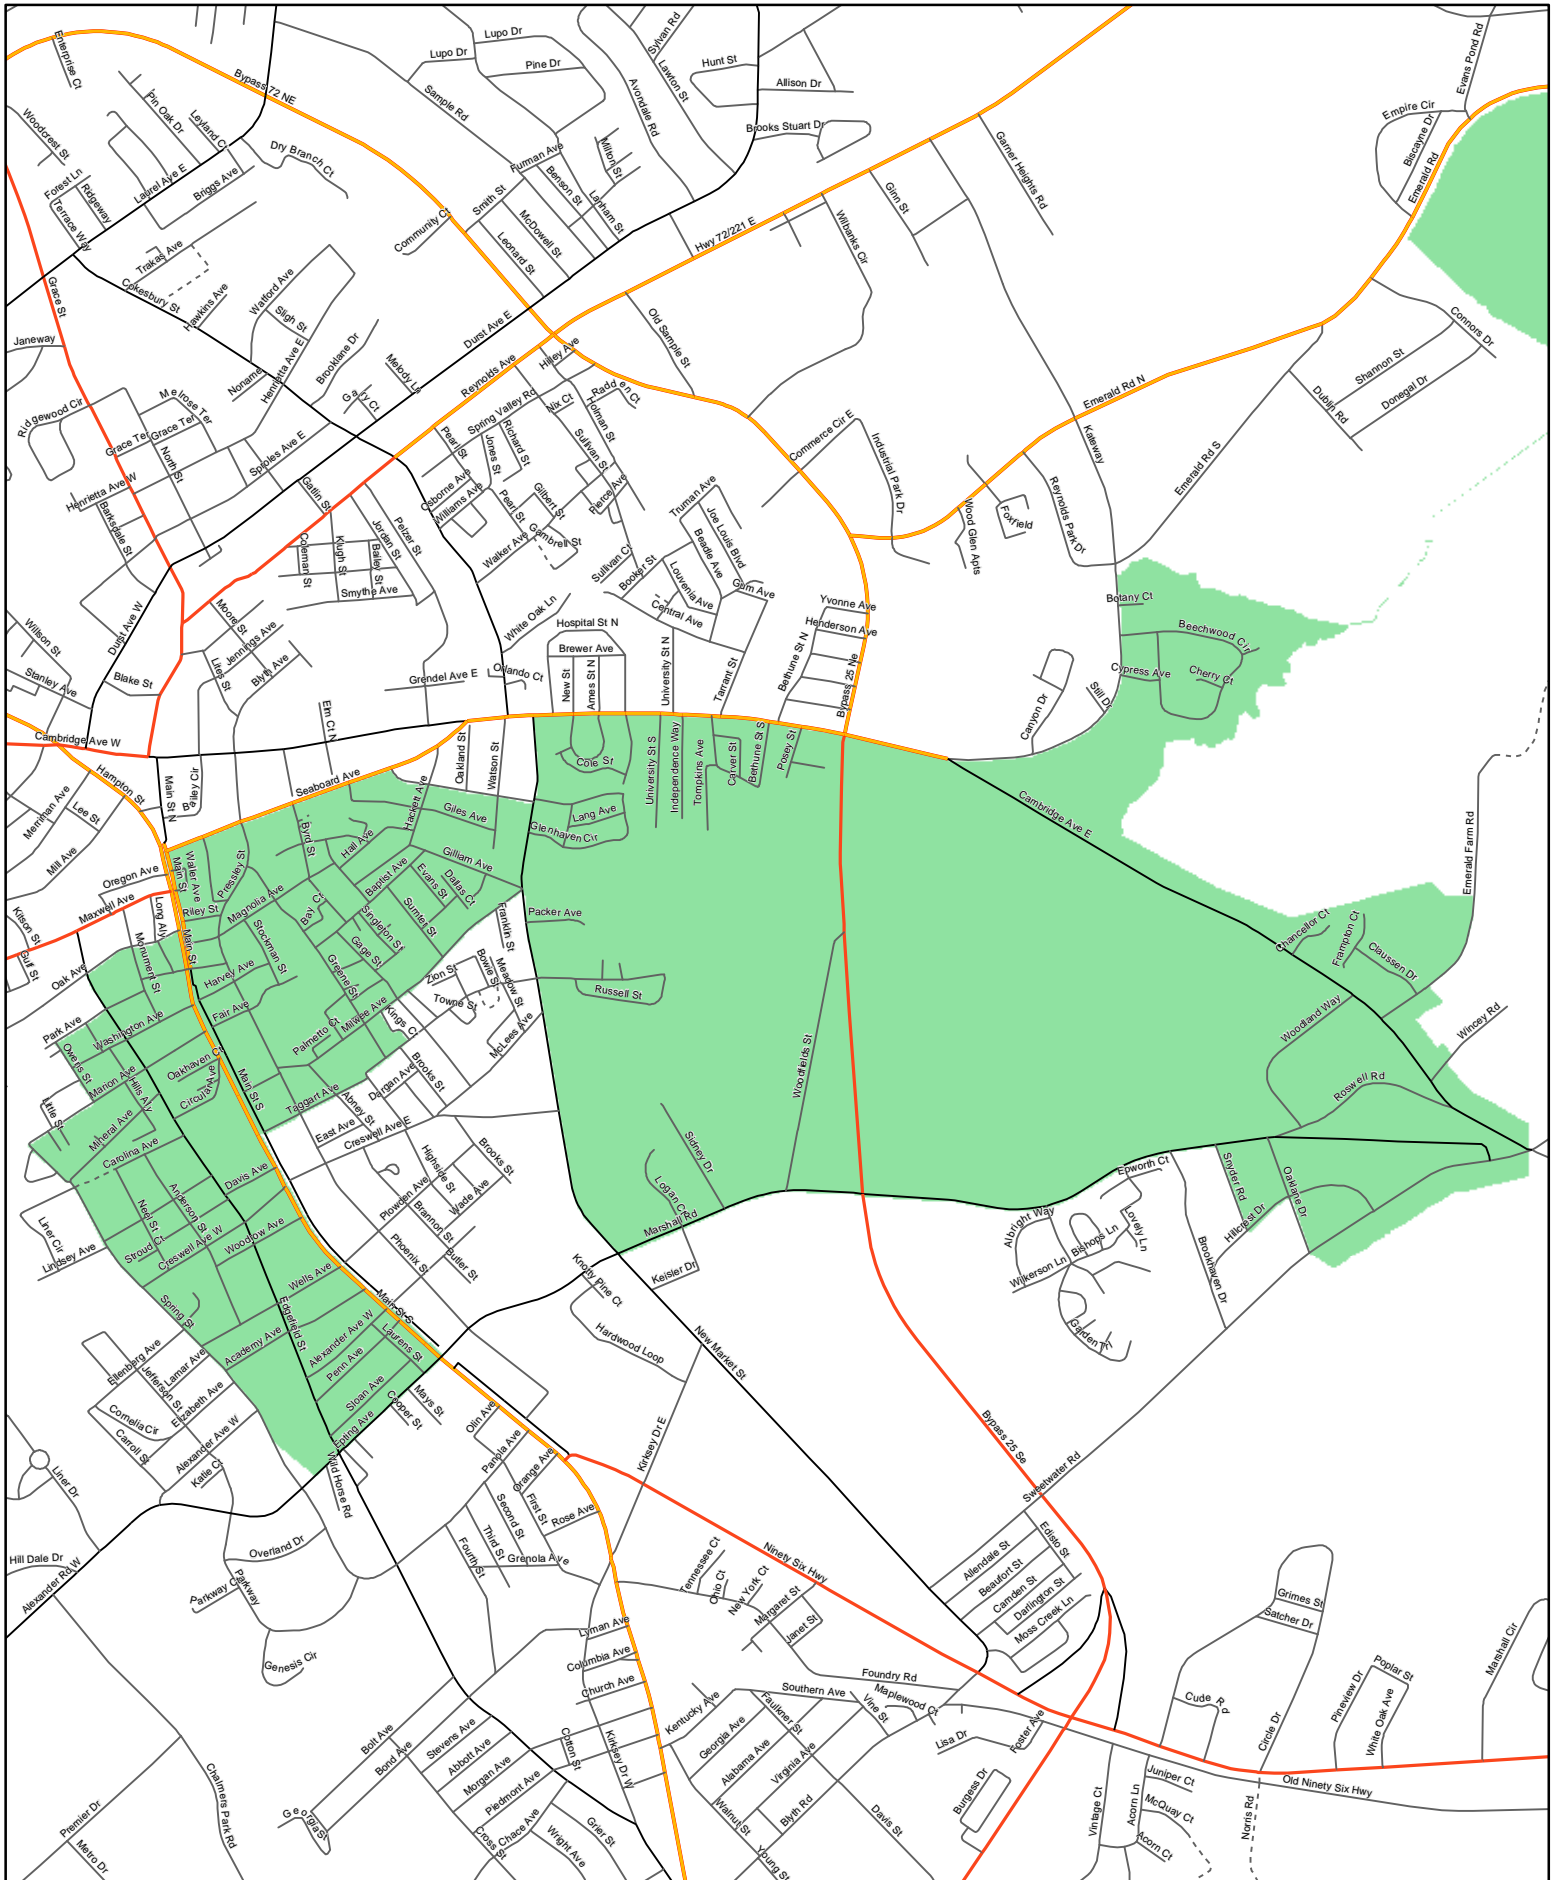 Enterprise Ct
Bypass 72 NE
Lupo Dr
Lupo Dr
Pine Dr
Sylvan Rd
Lawton St
Hunt St
Allison Dr
Brooks Stuart Dr
Avondale Rd
Sample Rd
Evans Pond Rd
Empire Cir
Biscayne Dr
Emerald Rd
Woodcrest St
Pin Oak Dr
Leyland Ct
Dry Branch Ct
Laurel Ave E
Briggs Ave
Forest Ln
Ridgeway
Terrace Way
Trakas Ave
Cokesbury St
Hawkins Ave
Watford Ave
Sligh St
Henrietta Ave E
Noname
Brooklane Dr
Melody Ln
Gary Ct
Community Ct
Smith St
Furman Ave
Milton St
Benson St
Lanham St
McDowell St
Leonard St
Durst Ave E
Hwy 72/221 E
Reynolds Ave
Hilley Ave
Old Sample St
Wilbanks Cir
Ginn St
Garner Heights Rd
Grace St
Janeway
Ridgewood Cir
Melrose Ter
Grace Ter
Grace Ter
North St
Sproles Ave E
Henrietta Ave W
Barksdale St
Gatlin St
Spring Valley Rd
Nix Ct
Radden Ct
Holman St
Sullivan St
Pearl St
Jones St
Richard St
Osborne Ave
Williams Ave
Pearl St
Gilbert St
Gambrell St
Pierce Ave
Walker Ave
Sullivan Ct
Booker St
Truman Ave
Joe Louis Blvd
Beadle Ave
Louvenia Ave
Gum Ave
Central Ave
Commerce Cir E
Industrial Park Dr
Emerald Rd N
Emerald Rd S
Kateway
Reynolds Park Dr
Foxfield
Wood Glen Apts
Connors Dr
Shannon St
Donegal Dr
Dublin Rd
Coleman St
Klugh St
Bailey St
Jordan St
Pelzer St
Smythe Ave
Durst Ave W
Moore St
Jennings Ave
Lites St
Blyth Ave
Willson St
Stanley Ave
Blake St
Cambridge Ave W
White Oak Ln
Hospital St N
Brewer Ave
New St
Ames St N
Grendel Ave E
Orlando Ct
University St N
Tarrant St
Bethune St N
Yvonne Ave
Henderson Ave
Bypass 25 Ne
Botany Ct
Beechwood Cir
Cypress Ave
Cherry Ct
Still Dr
Canyon Dr
Elm Ct N
Hampton St
Merriman Ave
Lee St
Mill Ave
Main St N
Bailey Cir
Seaboard Ave
Oakland St
Watson St
Cole St
University St S
Independence Way
Tompkins Ave
Carver St
Bethune St S
Posey St
Cambridge Ave E
Emerald Farm Rd
Hackett Ave
Giles Ave
Lang Ave
Glenhaven Cir
Byrd St
Hall Ave
Gilliam Ave
Baptist Ave
Evans St
Dallas Ct
Sumter St
Singleton St
Gage St
Bay Ct
Magnolia Ave
Pressley St
Waller Ave
Main St
Riley St
Oregon Ave
Maxwell Ave
Long Aly
Monument St
Main St
Kitson St
Gulf St
Oak Ave
Stockman St
Harvey Ave
Fair Ave
Greene St
Milwee Ave
Palmetto Ct
Kings Ct
Franklin St
Packer Ave
Zion St
Bowie St
Meadow St
Towne St
McLees Ave
Russell St
Woodfields St
Chancellor Ct
Frampton Ct
Claussen Dr
Woodland Way
Wincey Rd
Roswell Rd
Park Ave
Washington Ave
Owens St
Marion Ave
Hills Aly
Oakhaven Ct
Circular Ave
Main St S
Little St
Mineral Ave
Carolina Ave
Taggart Ave
Dargan Ave
Brooks St
Abney St
East Ave
Creswell Ave E
Davis Ave
Anderson St
Neel St
Stroud Ct
Creswell Ave W
Woodrow Ave
Liner Cir
Lindsey Ave
Highside St
Brooks St
Wade Ave
Plowden Ave
Brannon St
Butler St
Phoenix St
Sidney Dr
Logan Ct
Marshall Rd
Keisler Dr
Knotty Pine Ct
Hardwood Loop
New Market St
Albright Way
Epworth Ct
Bishops Ln
Lovely Ln
Wilkerson Ln
Garden Trl
Brookhaven Dr
Snyder Rd
Hillcrest Dr
Oaklane Dr
Spring St
Wells Ave
Edgefield St
Academy Ave
Alexander Ave W
Penn Ave
Laurens St
Main St S
Sloan Ave
Epting Ave
Mays St
Cooper St
Ellenberg Ave
Lamar Ave
Jefferson St
Elizabeth Ave
Cornelia Cir
Carroll St
Alexander Ave W
Katie Ct
Wild Horse Rd
Olin Ave
Panola Ave
Orange Ave
First St
Second St
Third St
Fourth St
Rose Ave
Grenola Ave
Kirksey Dr E
Bypass 25 Se
Sweetwater Rd
Liner Dr
Hill Dale Dr
Alexander Rd W
Overland Dr
Parkway Ct
Parkway
Genesis Cir
Ninety Six Hwy
Tennessee Ct
Ohio Ct
New York Ct
Margaret St
Janet St
Allendale St
Beaufort St
Camden St
Darlington St
Moss Creek Ln
Edisto St
Lyman Ave
Columbia Ave
Church Ave
Foundry Rd
Southern Ave
Maplewood Ct
Vine St
Kentucky Ave
Faulkner St
Georgia Ave
Alabama Ave
Virginia Ave
Lisa Dr
Foster Ave
Grimes St
Satcher Dr
Cude Rd
Circle Dr
Pineview Dr
Poplar St
White Oak Ave
Marshall Cir
Bolt Ave
Bond Ave
Stevens Ave
Abbott Ave
Morgan Ave
Piedmont Ave
Cotton St
Kirksey Dr W
Chalmers Park Rd
Premier Dr
Metro Dr
Georgia St
Cross St
Chace Ave
Wright Ave
Grier St
Walnut St
Blyth Rd
Young St
Davis St
Burgess Dr
Vintage Ct
Acorn Ln
Juniper Ct
McQuay Ct
Acorn Ct
Norris Rd
Old Ninety Six Hwy